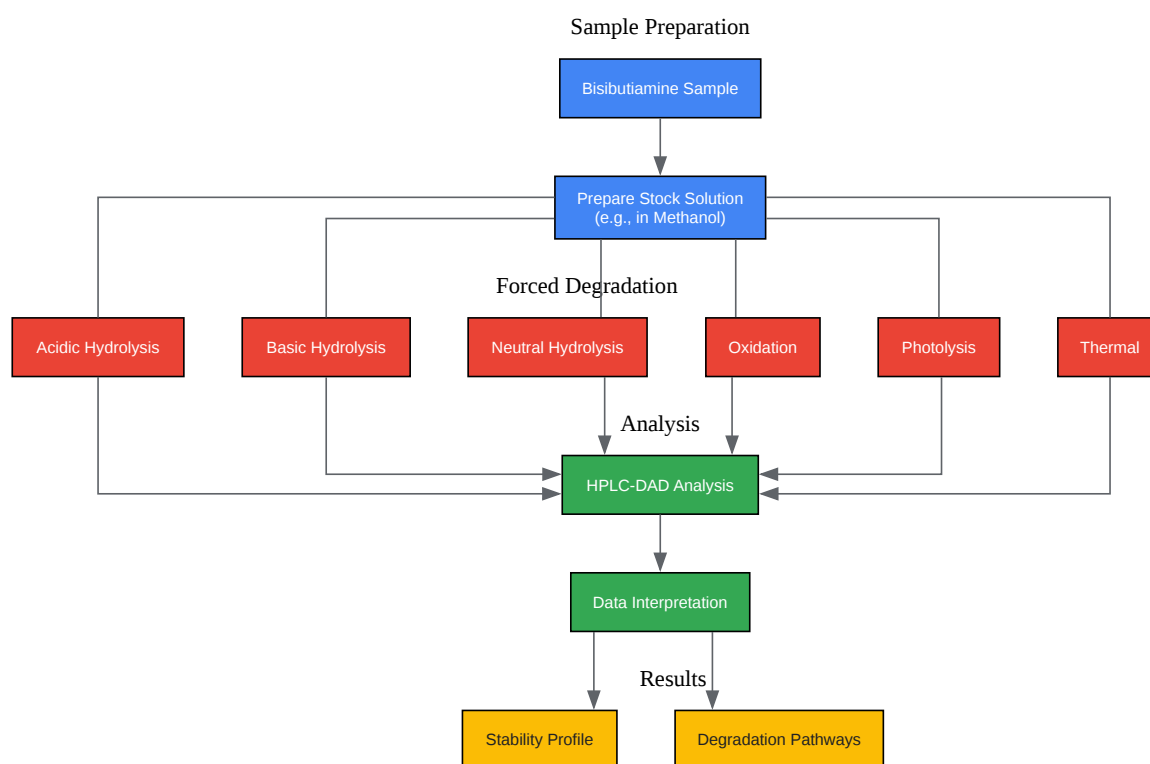 Sample Preparation
Bisibutiamine Sample
Prepare Stock Solution
(e.g., in Methanol)
Forced Degradation
Acidic Hydrolysis
Basic Hydrolysis
Neutral Hydrolysis
Oxidation
Photolysis
Thermal
Analysis
HPLC-DAD Analysis
Data Interpretation
Results
Stability Profile
Degradation Pathways